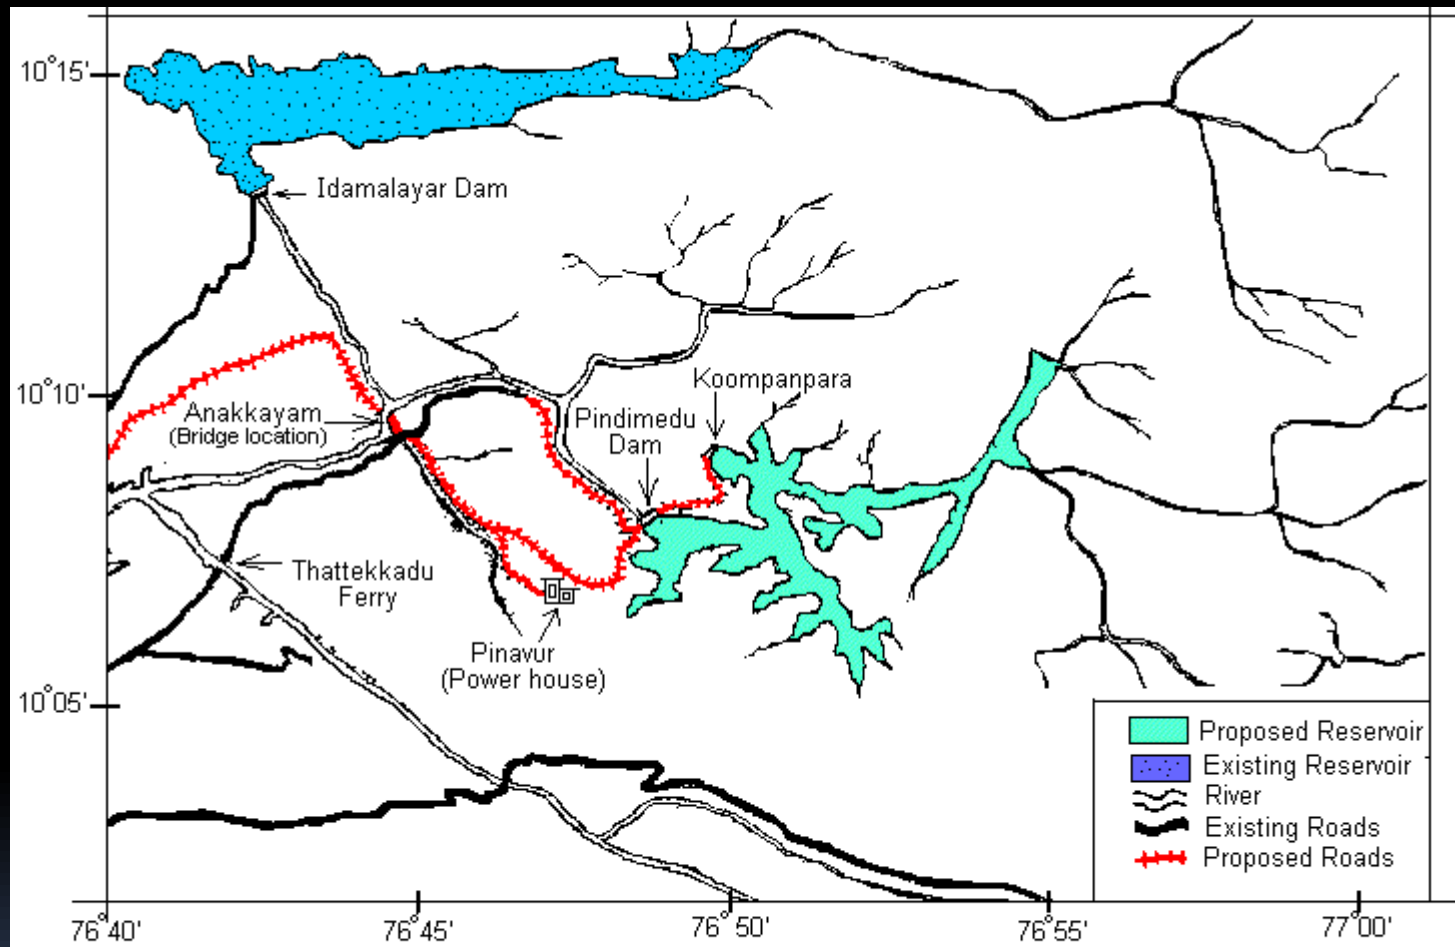 10°15'
Idamalayar Dam
10°10'
Koompanpara
Anakkayam
(Bridge location)
Pindimedu
Dam
Thattekkadu
Ferry
Pinavur
(Power house)
10°05'
Proposed Reservoir
Existing Reservoir
River
Existing Roads
Proposed Roads
76°40'
76°45'
76°50'
76°55'
77°00'